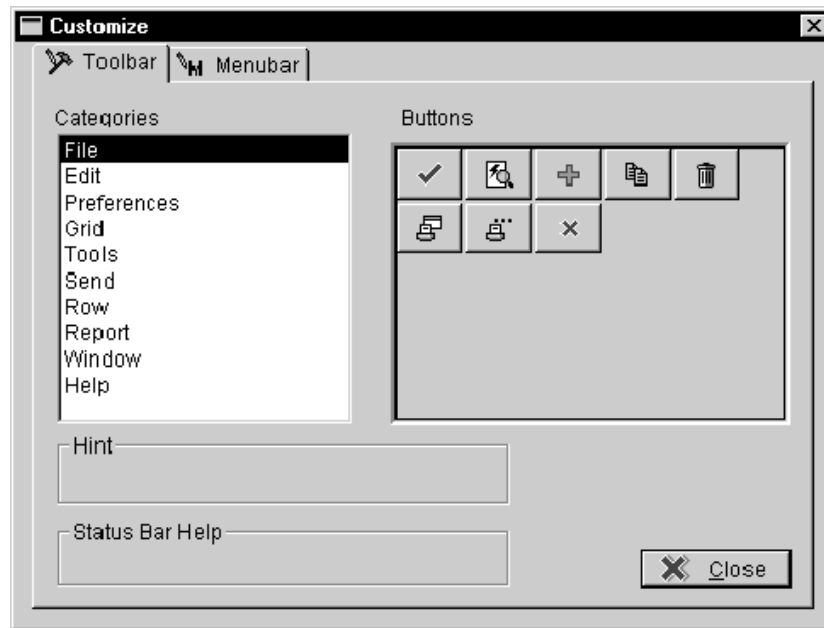 Customize
Toolbar
Menubar
Categories
File
Edit
Preferences
Grid
Tools
Send
Row
Report
Window
Help
Buttons
Hint
Status Bar Help
Close